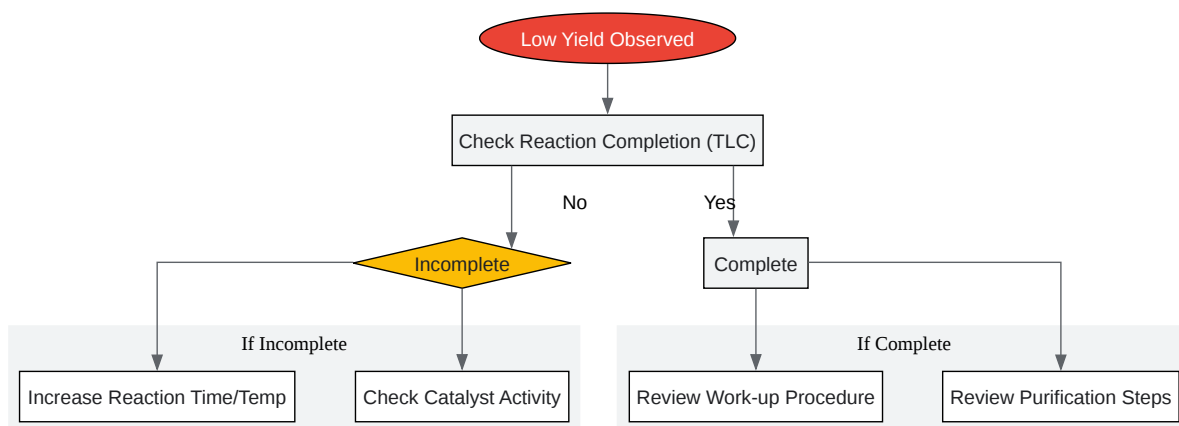 Low Yield Observed
Check Reaction Completion (TLC)
No
Yes
Incomplete
Complete
If Incomplete
If Complete
Increase Reaction Time/Temp
Check Catalyst Activity
Review Work-up Procedure
Review Purification Steps